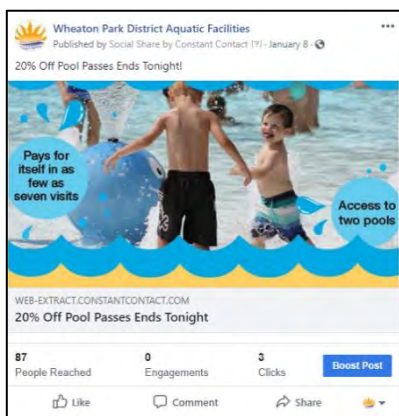 Wheaton Park District Aquatic Facilities
Published by Social Share by Constant Contact [?] · January 8 ·
20% Off Pool Passes Ends Tonight!
Pays for
itself in as
few as
seven visits
Access to
two pools
WEB-EXTRACT.CONSTANTCONTACT.COM
20% Off Pool Passes Ends Tonight
87
People Reached
0
Engagements
3
Clicks
Boost Post
Like
Comment
Share